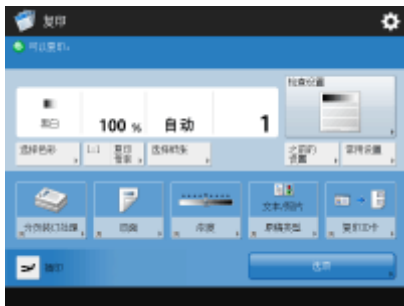 复印
可以复印。
检查设置
黑白
100 %
自动
1
选择色彩
1:1
复印倍率
选择纸张
之前的设置
常用设置
文本/照片
分页装订处理
双面
浓度
原稿类型
复印ID卡
选项